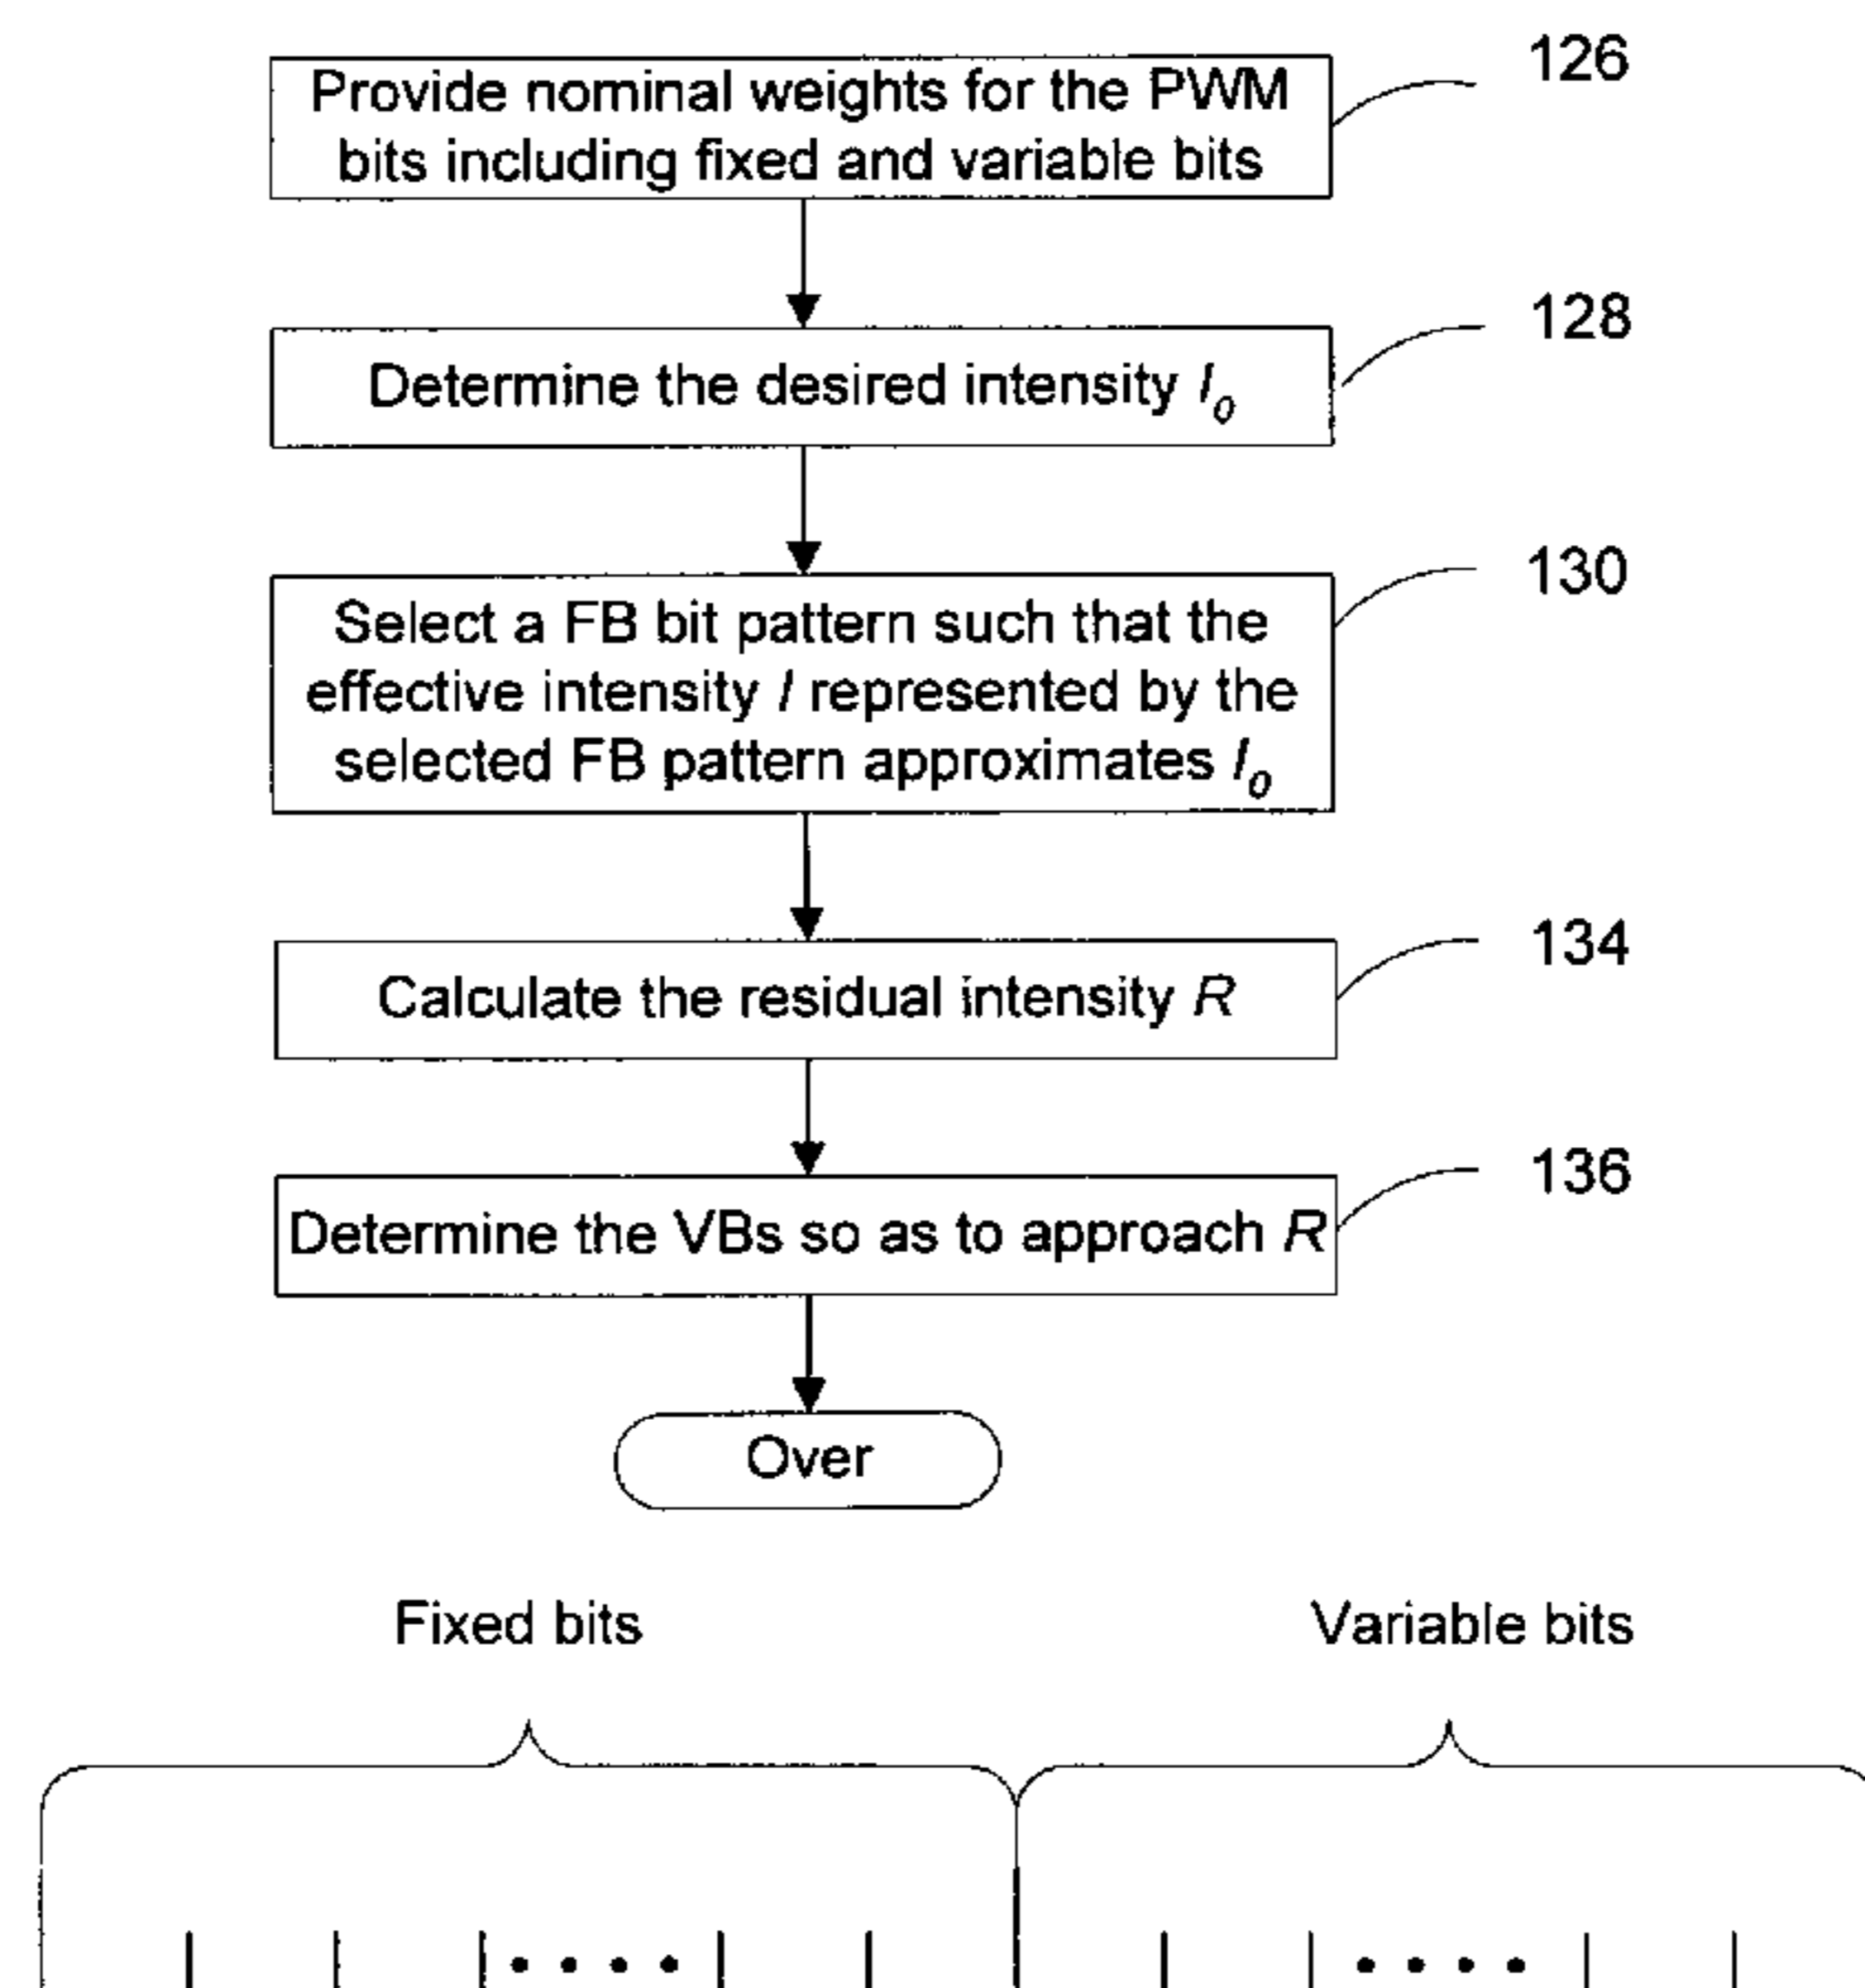 Provide nominal weights for the PWM
bits including fixed and variable bits
126
Determine the desired intensity I₀
128
Select a FB bit pattern such that the
effective intensity I represented by the
selected FB pattern approximates I₀
130
Calculate the residual intensity R
134
Determine the VBs so as to approach R
136
Over
Fixed bits
Variable bits